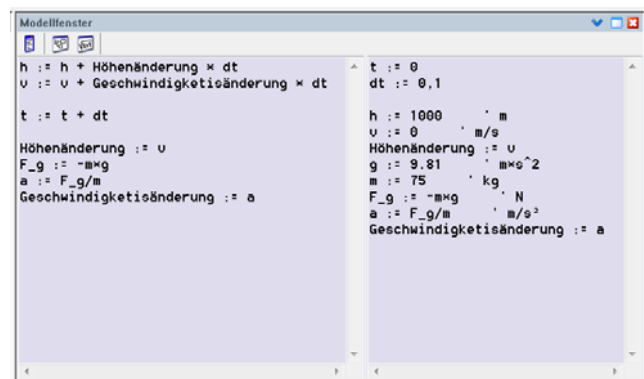 Modellfenster
h := h + Höhenänderung * dt
v := v + Geschwindigketisänderung * dt
t := t + dt
Höhenänderung := v
F_g := -m*g
a := F_g/m
Geschwindigketisänderung := a
t := 0
dt := 0,1
h := 1000 ' m
v := 0 ' m/s
Höhenänderung := v
g := 9.81 ' m*s^2
m := 75 ' kg
F_g := -m*g ' N
a := F_g/m ' m/s²
Geschwindigketisänderung := a